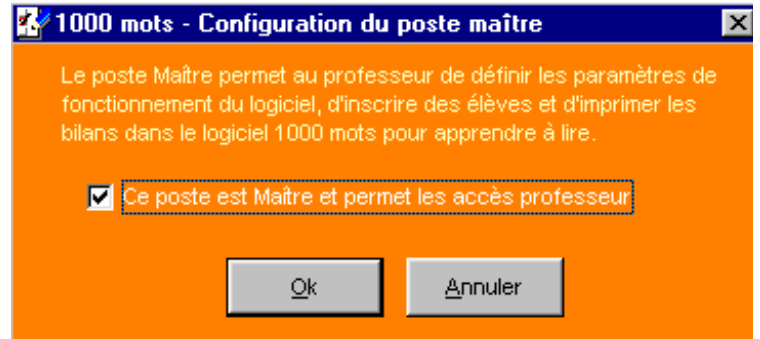 1000 mots - Configuration du poste maître
Le poste Maître permet au professeur de définir les paramètres de
fonctionnement du logiciel, d'inscrire des élèves et d'imprimer les
bilans dans le logiciel 1000 mots pour apprendre à lire.
Ce poste est Maître et permet les accès professeur
Ok
Annuler